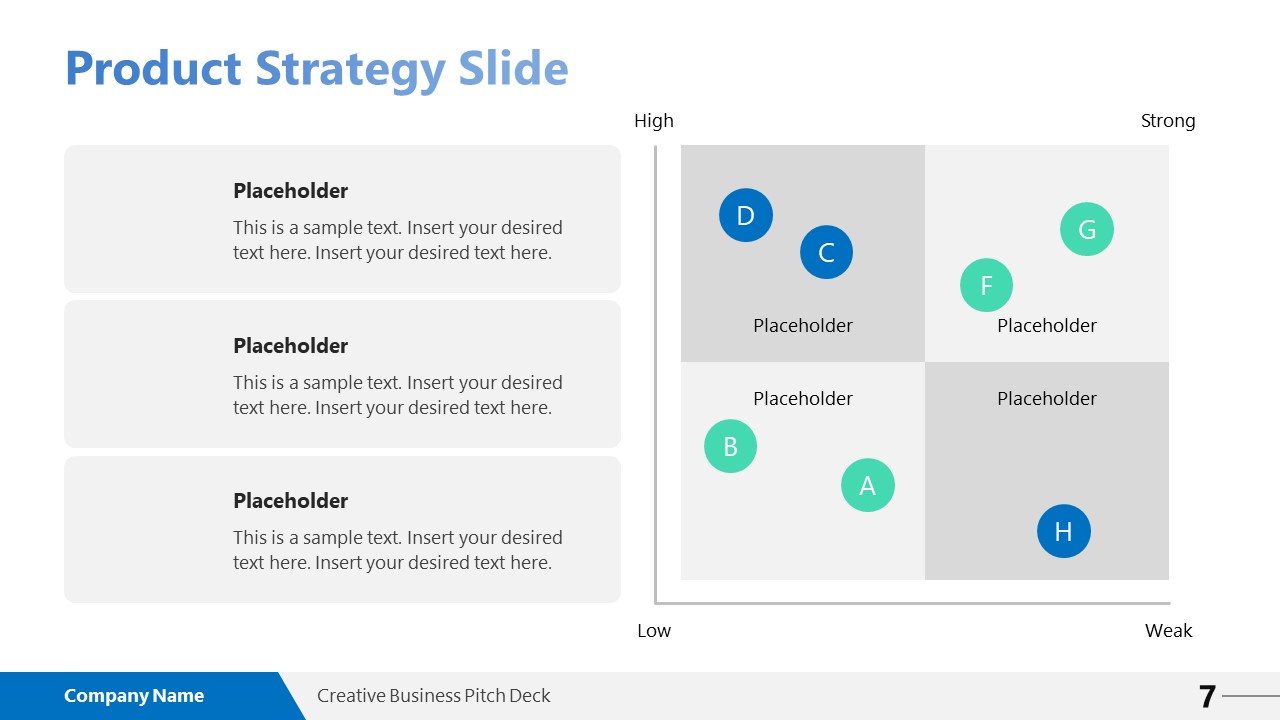 Product Strategy Slide
Placeholder
This is a sample text. Insert your desired
text here. Insert your desired text here.
Placeholder
This is a sample text. Insert your desired
text here. Insert your desired text here.
Placeholder
This is a sample text. Insert your desired
text here. Insert your desired text here.
High
Strong
D
C
G
F
Placeholder
Placeholder
Placeholder
Placeholder
B
A
H
Low
Weak
Company Name
Creative Business Pitch Deck
7